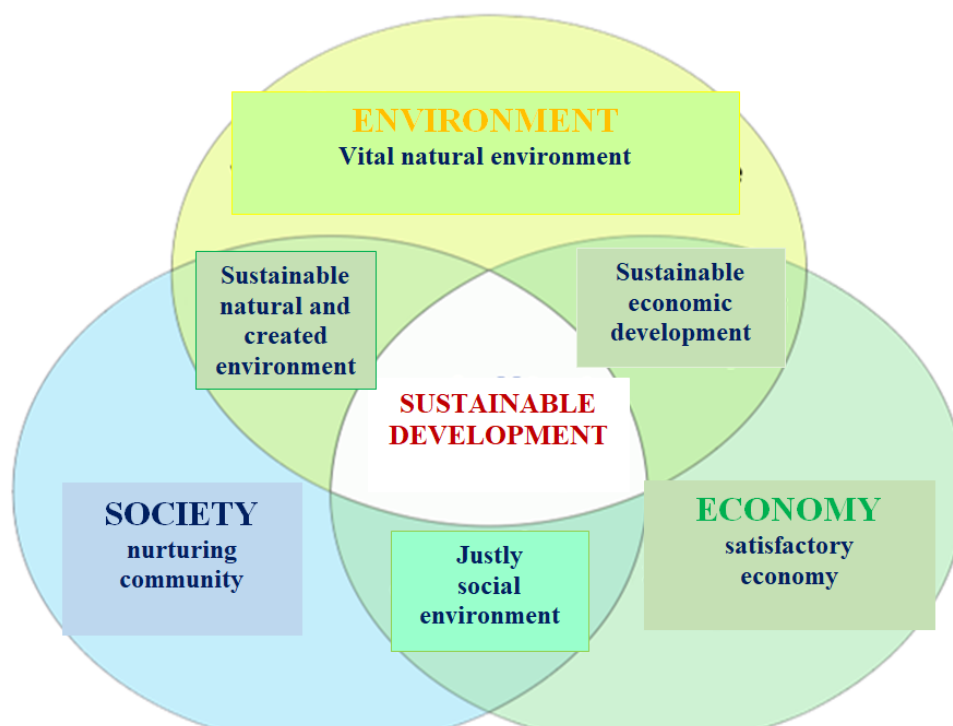 ENVIRONMENT
Vital natural environment
Sustainable
natural and
created
environment
Sustainable
economic
development
SUSTAINABLE
DEVELOPMENT
SOCIETY
nurturing
community
ECONOMY
satisfactory
economy
Justly
social
environment